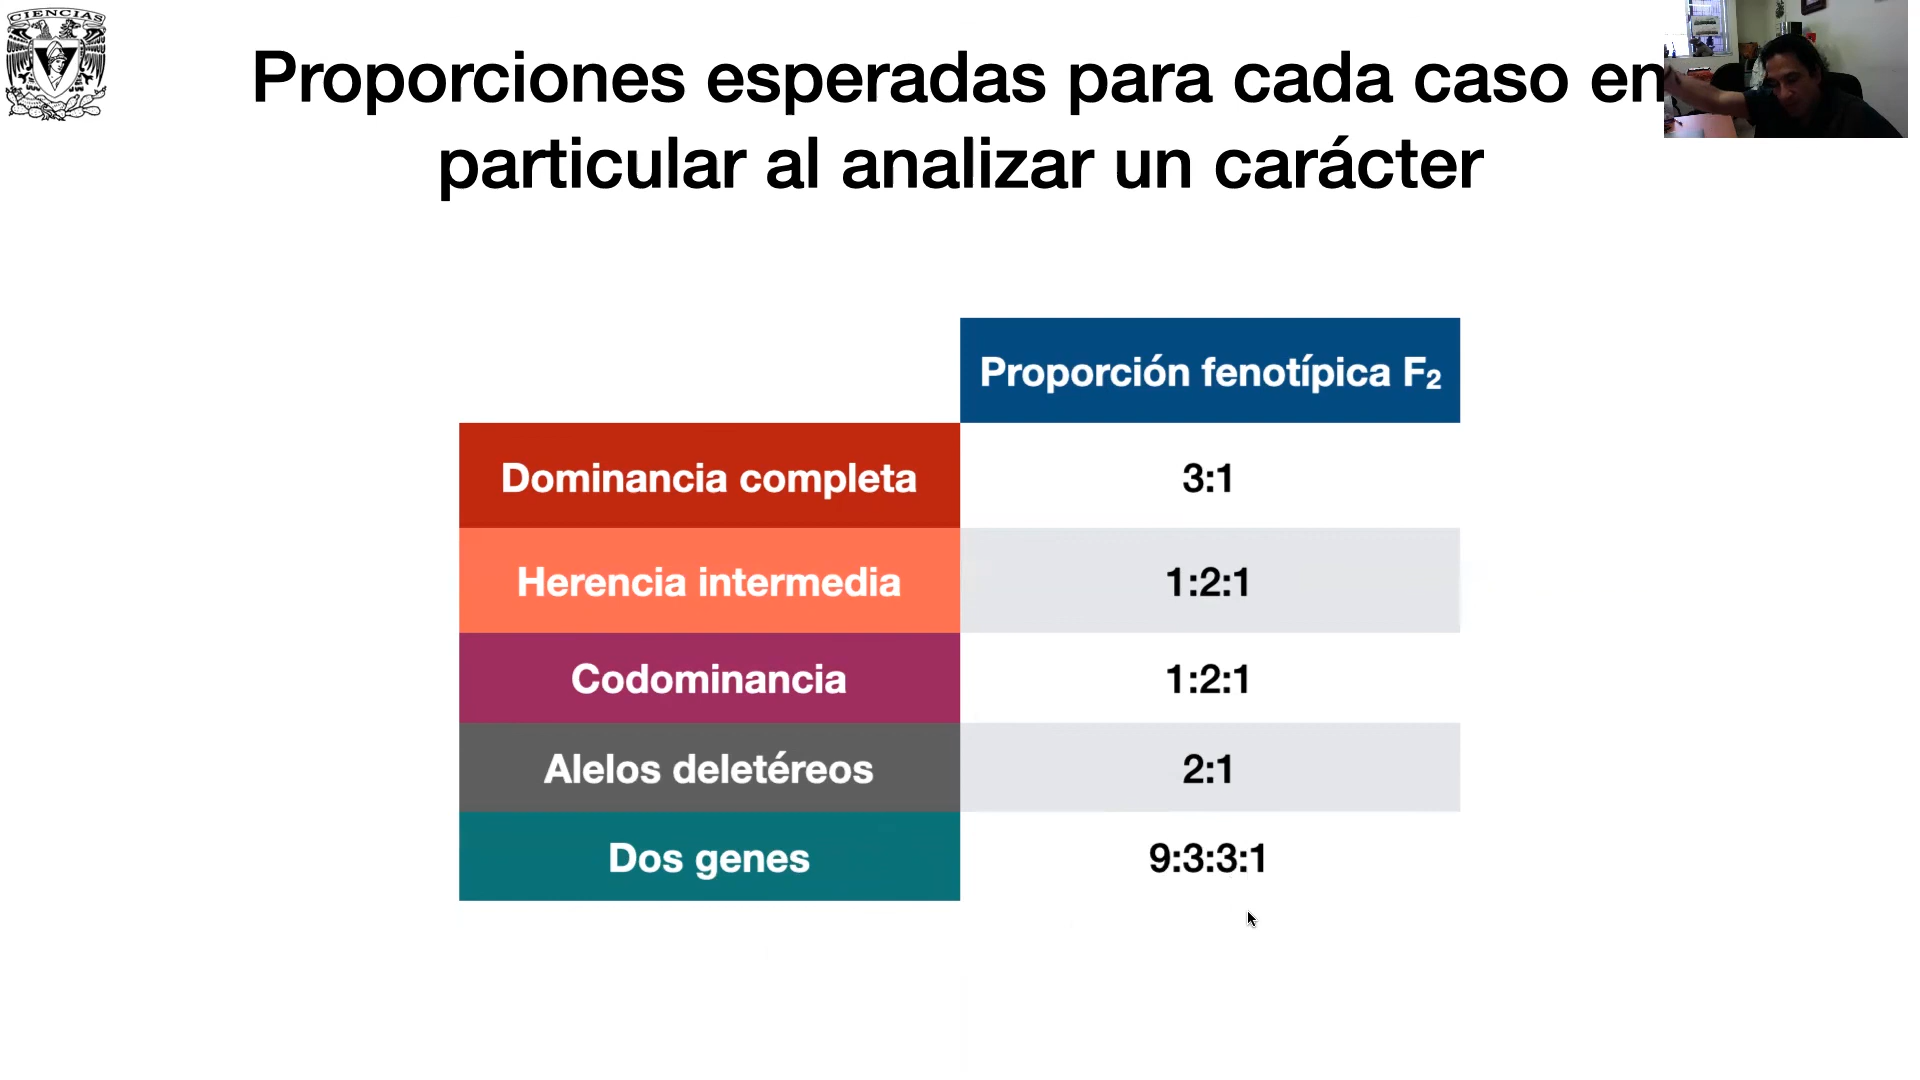 CIENCIAS
Proporciones esperadas para cada caso en
particular al analizar un carácter
Proporción fenotípica F₂
Dominancia completa 3:1
Herencia intermedia 1:2:1
Codominancia 1:2:1
Alelos deletéreos 2:1
Dos genes 9:3:3:1